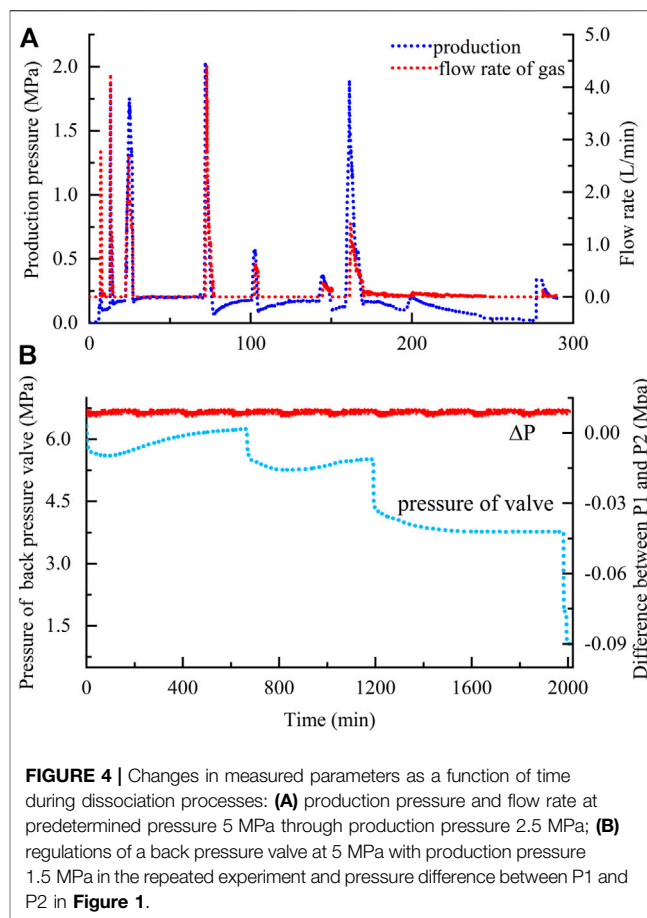 A
production
flow rate of gas
Production pressure (MPa)
2.0
1.5
1.0
0.5
0.0
5.0
4.0
3.0
2.0
1.0
0.0
Flow rate (L/min)
0 100 200 300
B
Pressure of back pressure valve (MPa)
6.0
4.5
3.0
1.5
ΔP
pressure of valve
0.00
-0.03
-0.06
-0.09
Difference between P1 and P2 (Mpa)
0 400 800 1200 1600 2000
Time (min)
FIGURE 4 | Changes in measured parameters as a function of time
during dissociation processes: (A) production pressure and flow rate at
predetermined pressure 5 MPa through production pressure 2.5 MPa; (B)
regulations of a back pressure valve at 5 MPa with production pressure
1.5 MPa in the repeated experiment and pressure difference between P1 and
P2 in Figure 1.